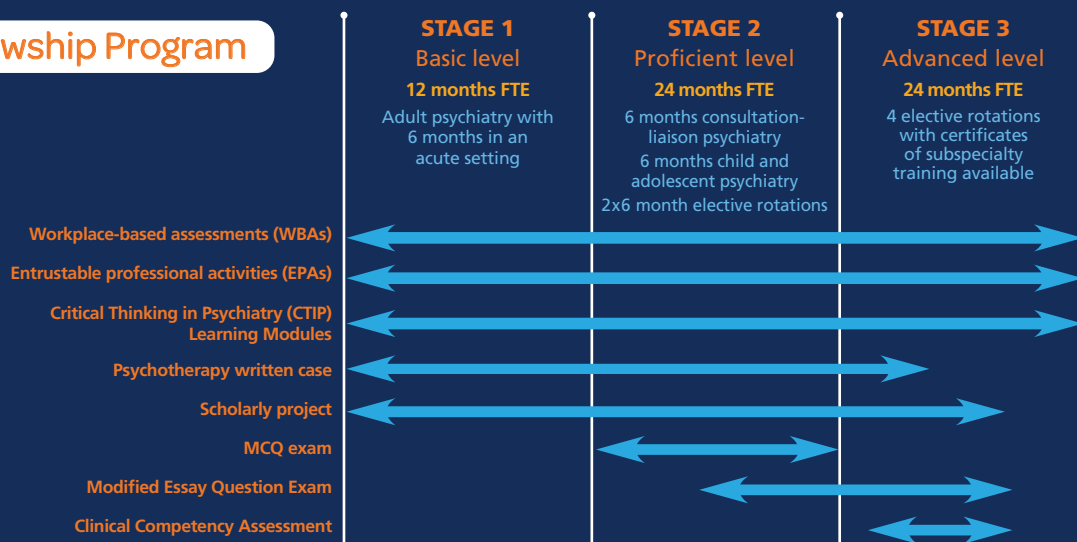 wship Program
STAGE 1
Basic level
12 months FTE
Adult psychiatry with
6 months in an
acute setting
STAGE 2
Proficient level
24 months FTE
6 months consultation-
liaison psychiatry
6 months child and
adolescent psychiatry
2x6 month elective rotations
STAGE 3
Advanced level
24 months FTE
4 elective rotations
with certificates
of subspecialty
training available
Workplace-based assessments (WBAs)
Entrustable professional activities (EPAs)
Critical Thinking in Psychiatry (CTIP)
Learning Modules
Psychotherapy written case
Scholarly project
MCQ exam
Modified Essay Question Exam
Clinical Competency Assessment